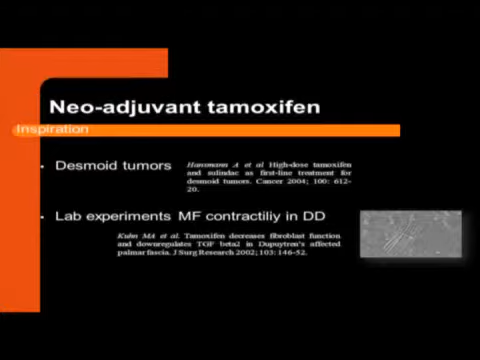 Neo-adjuvant tamoxifen
Inspiration
• Desmoid tumors
Hansmann A et al High-dose tamoxifen
and sulindac as first-line treatment for
desmoid tumors. Cancer 2004; 100: 612-
20.
• Lab experiments MF contractiliy in DD
Kuhn MA et al. Tamoxifen decreases fibroblast function
and downregulates TGF beta2 in Dupuytren's affected
palmar fascia. J Surg Research 2002; 103: 146-52.